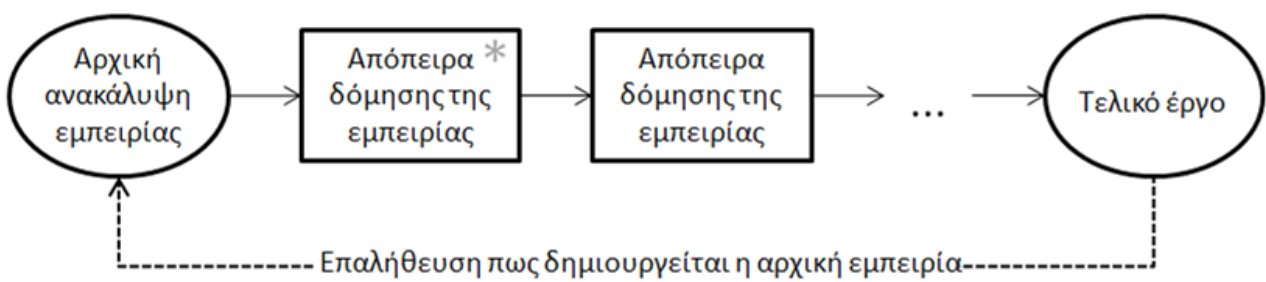 Αρχική
ανακάλυψη
εμπειρίας
Απόπειρα *
δόμησης της
εμπειρίας
Απόπειρα
δόμησης της
εμπειρίας
...
Τελικό έργο
Επαλήθευση πως δημιουργείται η αρχική εμπειρία